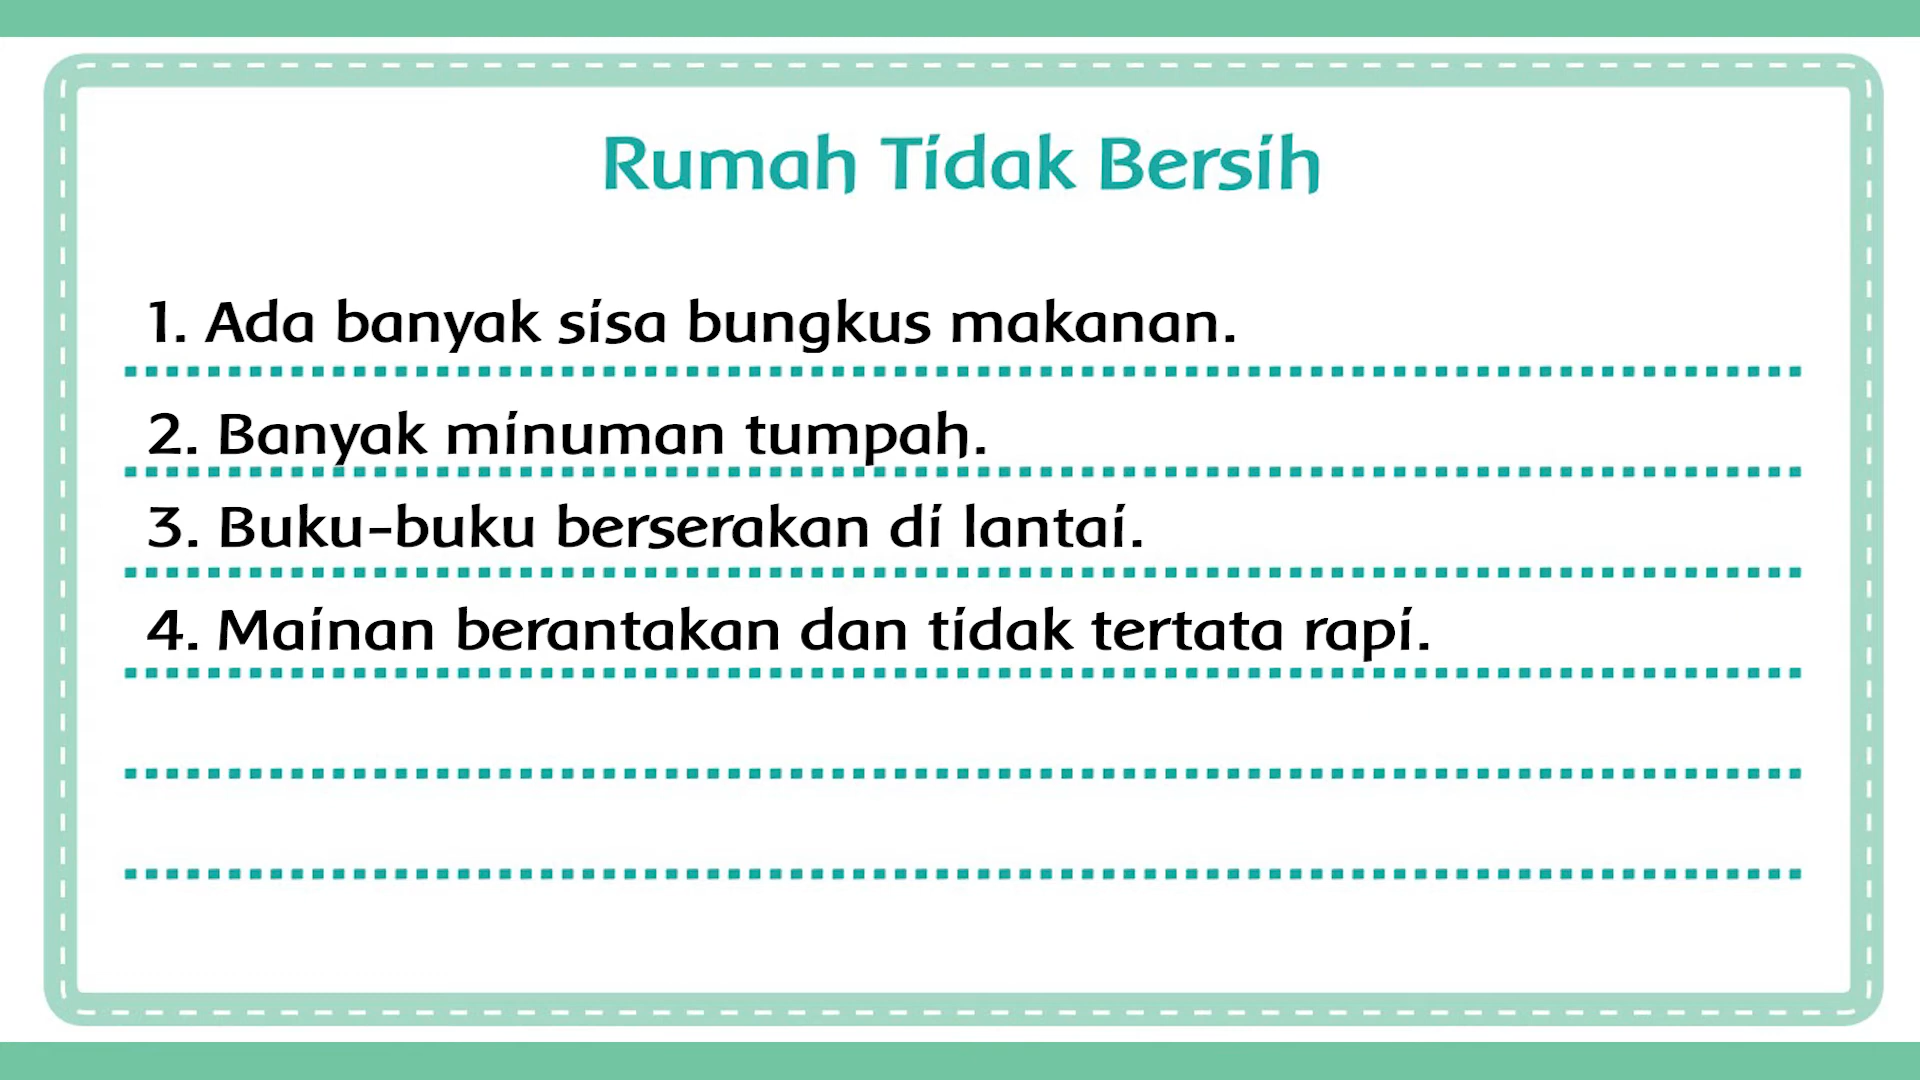 Rumah Tidak Bersih
1. Ada banyak sisa bungkus makanan.
2. Banyak minuman tumpah.
3. Buku-buku berserakan di lantai.
4. Mainan berantakan dan tidak tertata rapi.